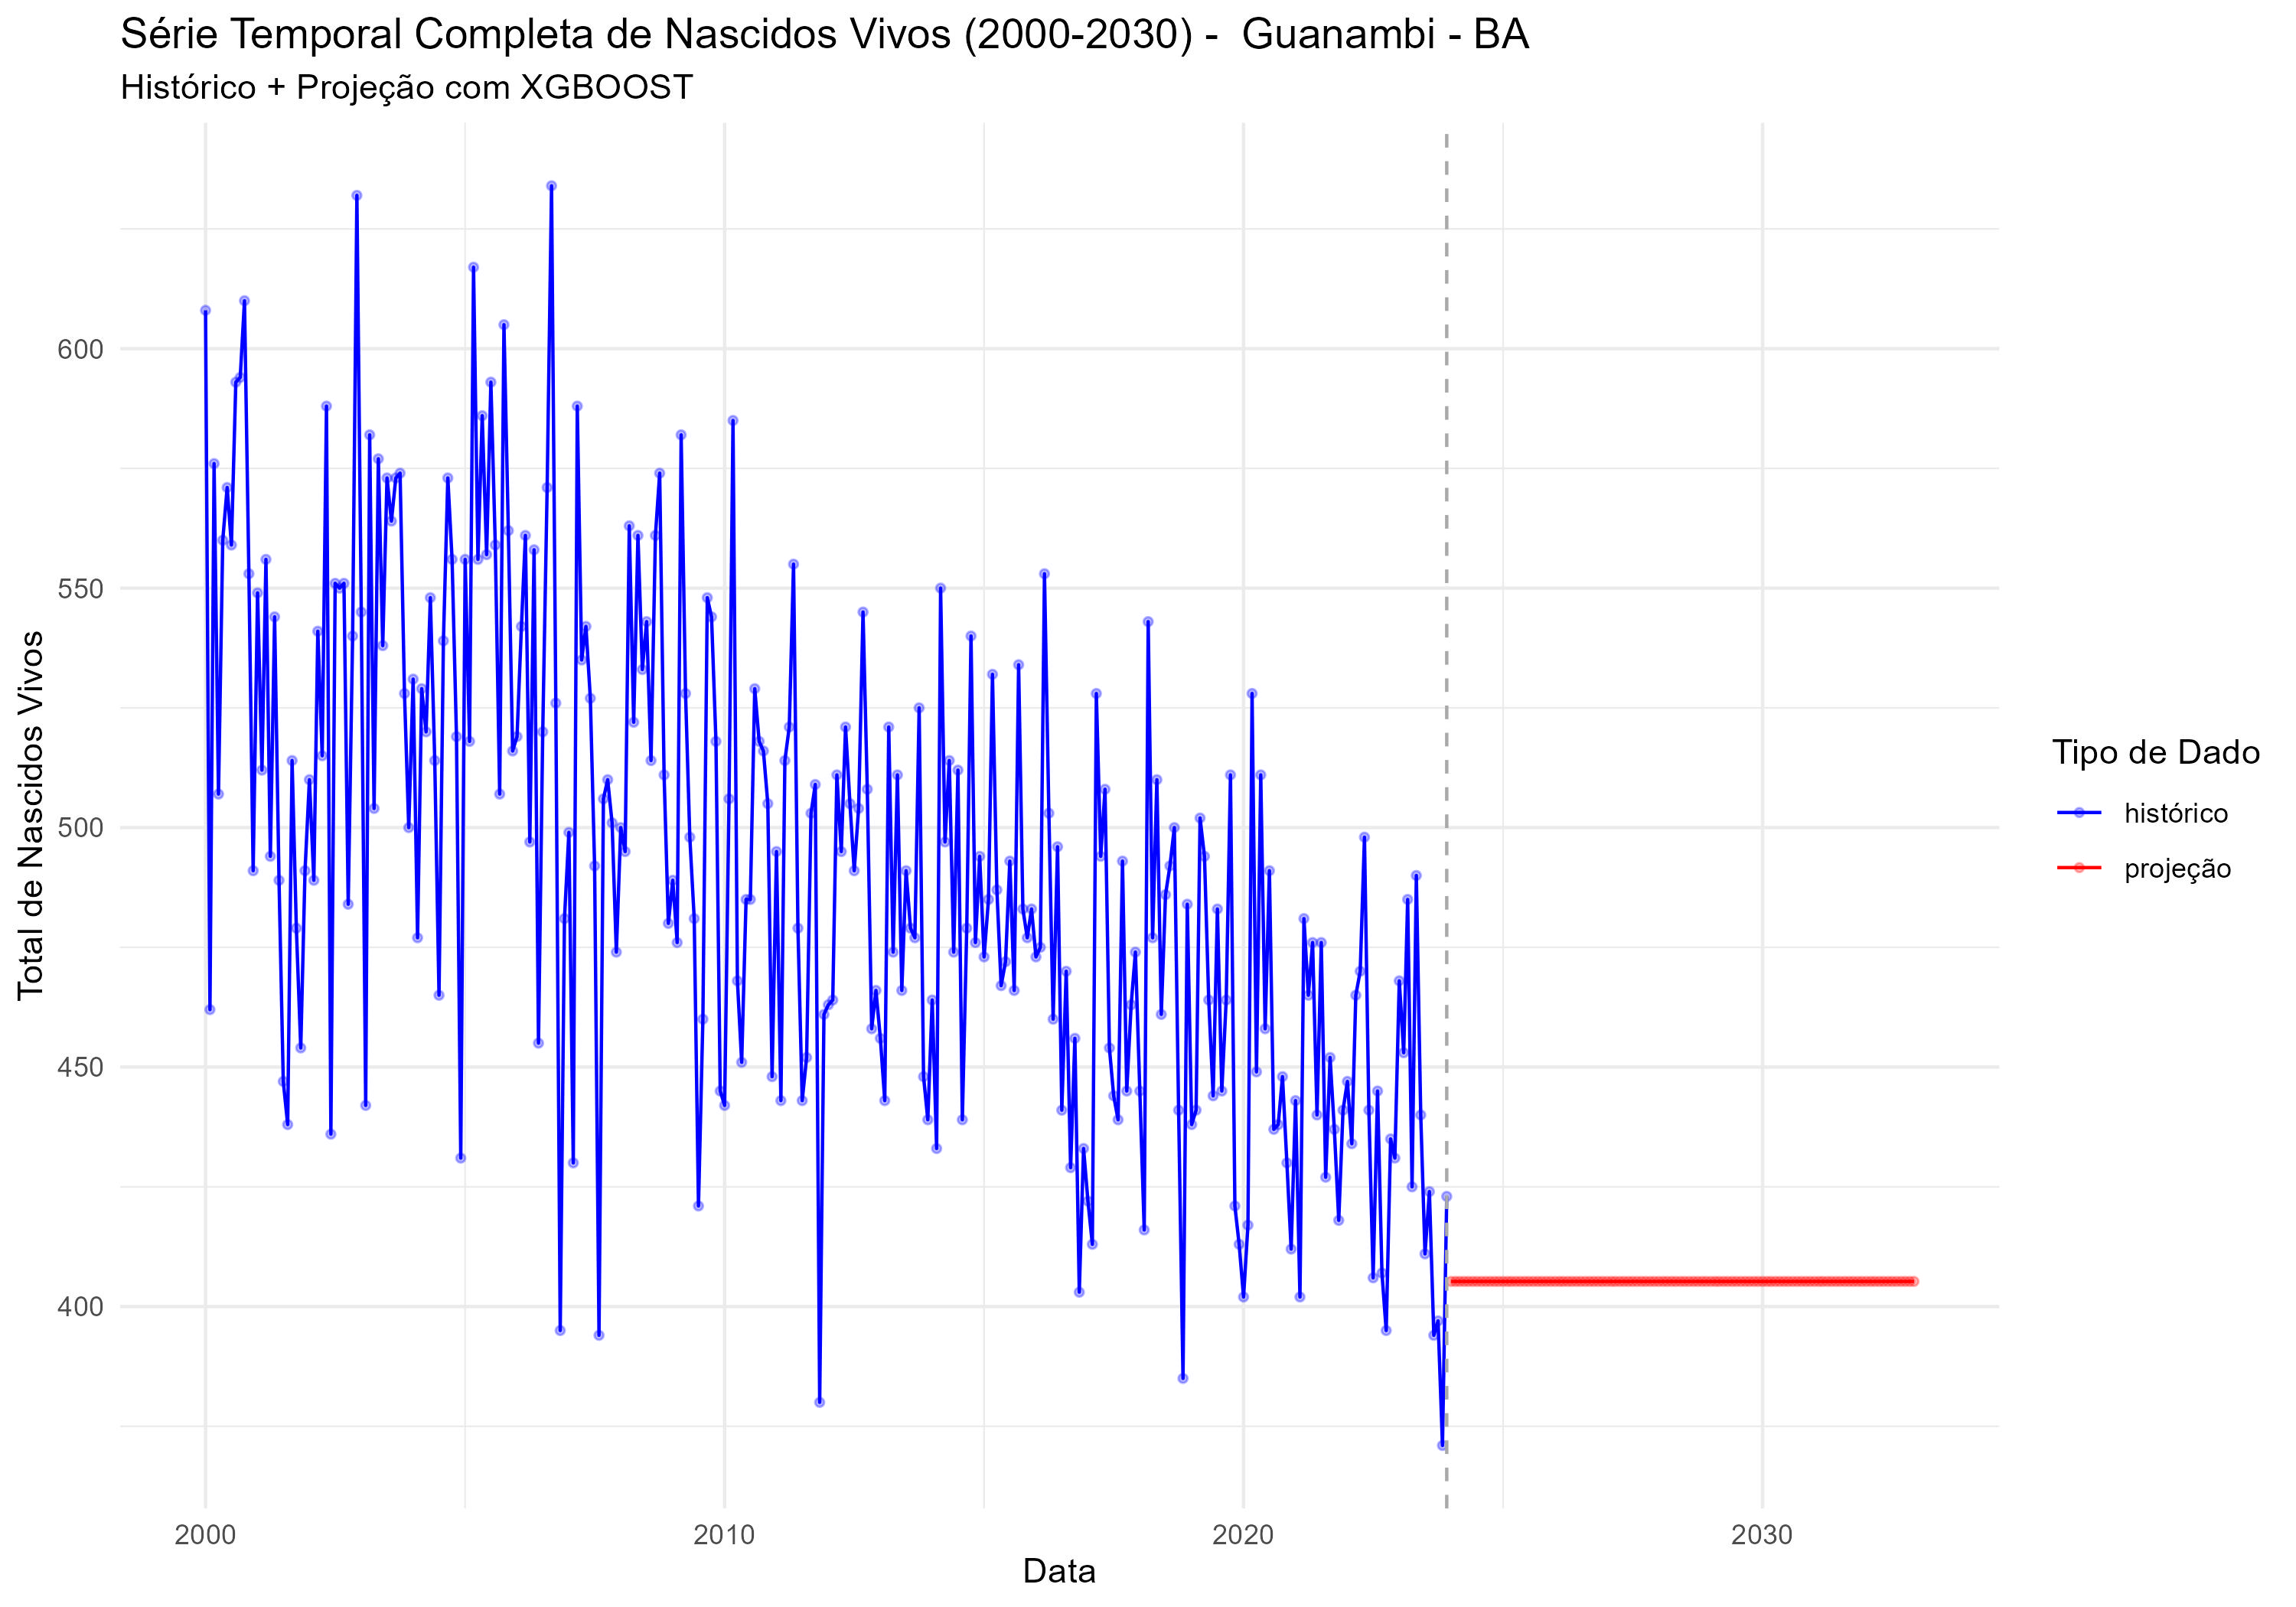 Série Temporal Completa de Nascidos Vivos (2000-2030) -  Guanambi - BA
Histórico + Projeção com XGBOOST
Total de Nascidos Vivos
600
550
500
450
400
2000
2010
2020
2030
Data
Tipo de Dado
histórico
projeção